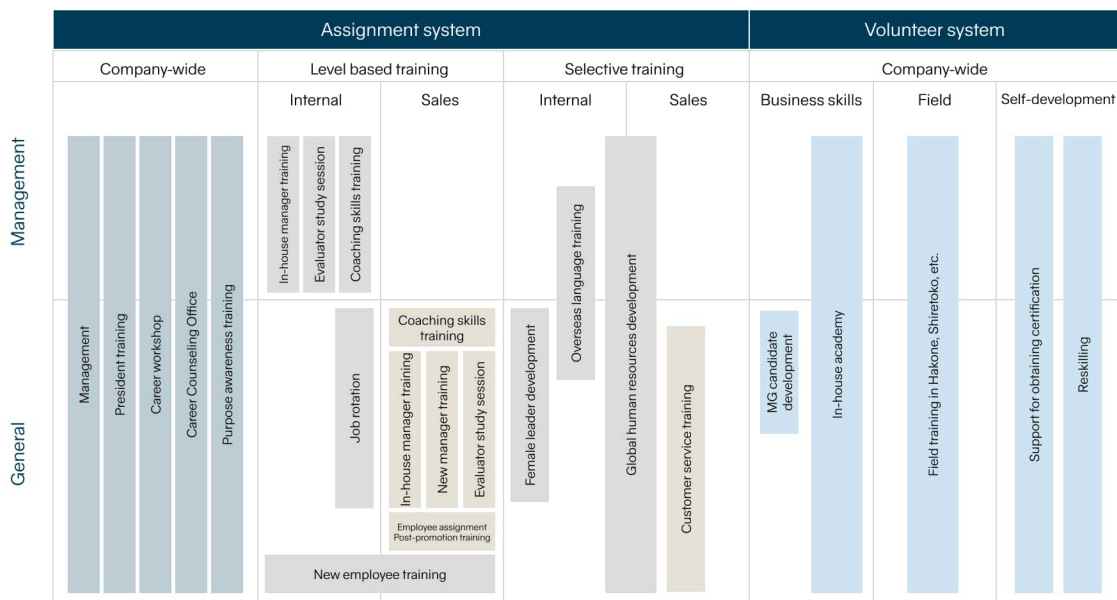 Assignment system
Volunteer system
Company-wide
Level based training
Selective training
Company-wide
Internal
Sales
Internal
Sales
Business skills
Field
Self-development
Management
General
Management
President training
Career workshop
Career Counseling Office
Purpose awareness training
In-house manager training
Evaluator study session
Coaching skills training
Job rotation
Coaching skills
training
In-house manager training
New manager training
Evaluator study session
Employee assignment
Post-promotion training
New employee training
Female leader development
Overseas language training
Global human resources development
Customer service training
MG candidate
development
In-house academy
Field training in Hakone, Shiretoko, etc.
Support for obtaining certification
Reskilling